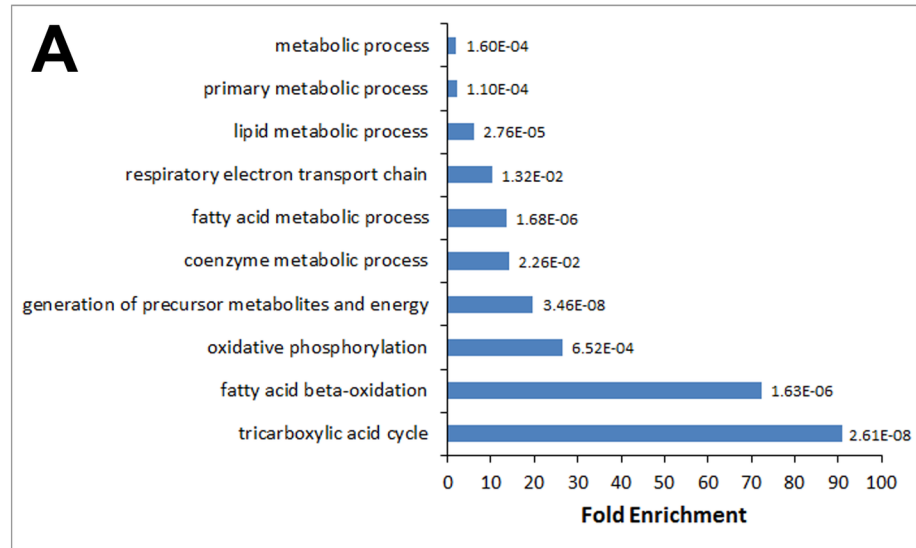 A
metabolic process 1.60E-04
primary metabolic process 1.10E-04
lipid metabolic process 2.76E-05
respiratory electron transport chain 1.32E-02
fatty acid metabolic process 1.68E-06
coenzyme metabolic process 2.26E-02
generation of precursor metabolites and energy 3.46E-08
oxidative phosphorylation 6.52E-04
fatty acid beta-oxidation 1.63E-06
tricarboxylic acid cycle 2.61E-08
0 10 20 30 40 50 60 70 80 90 100
Fold Enrichment